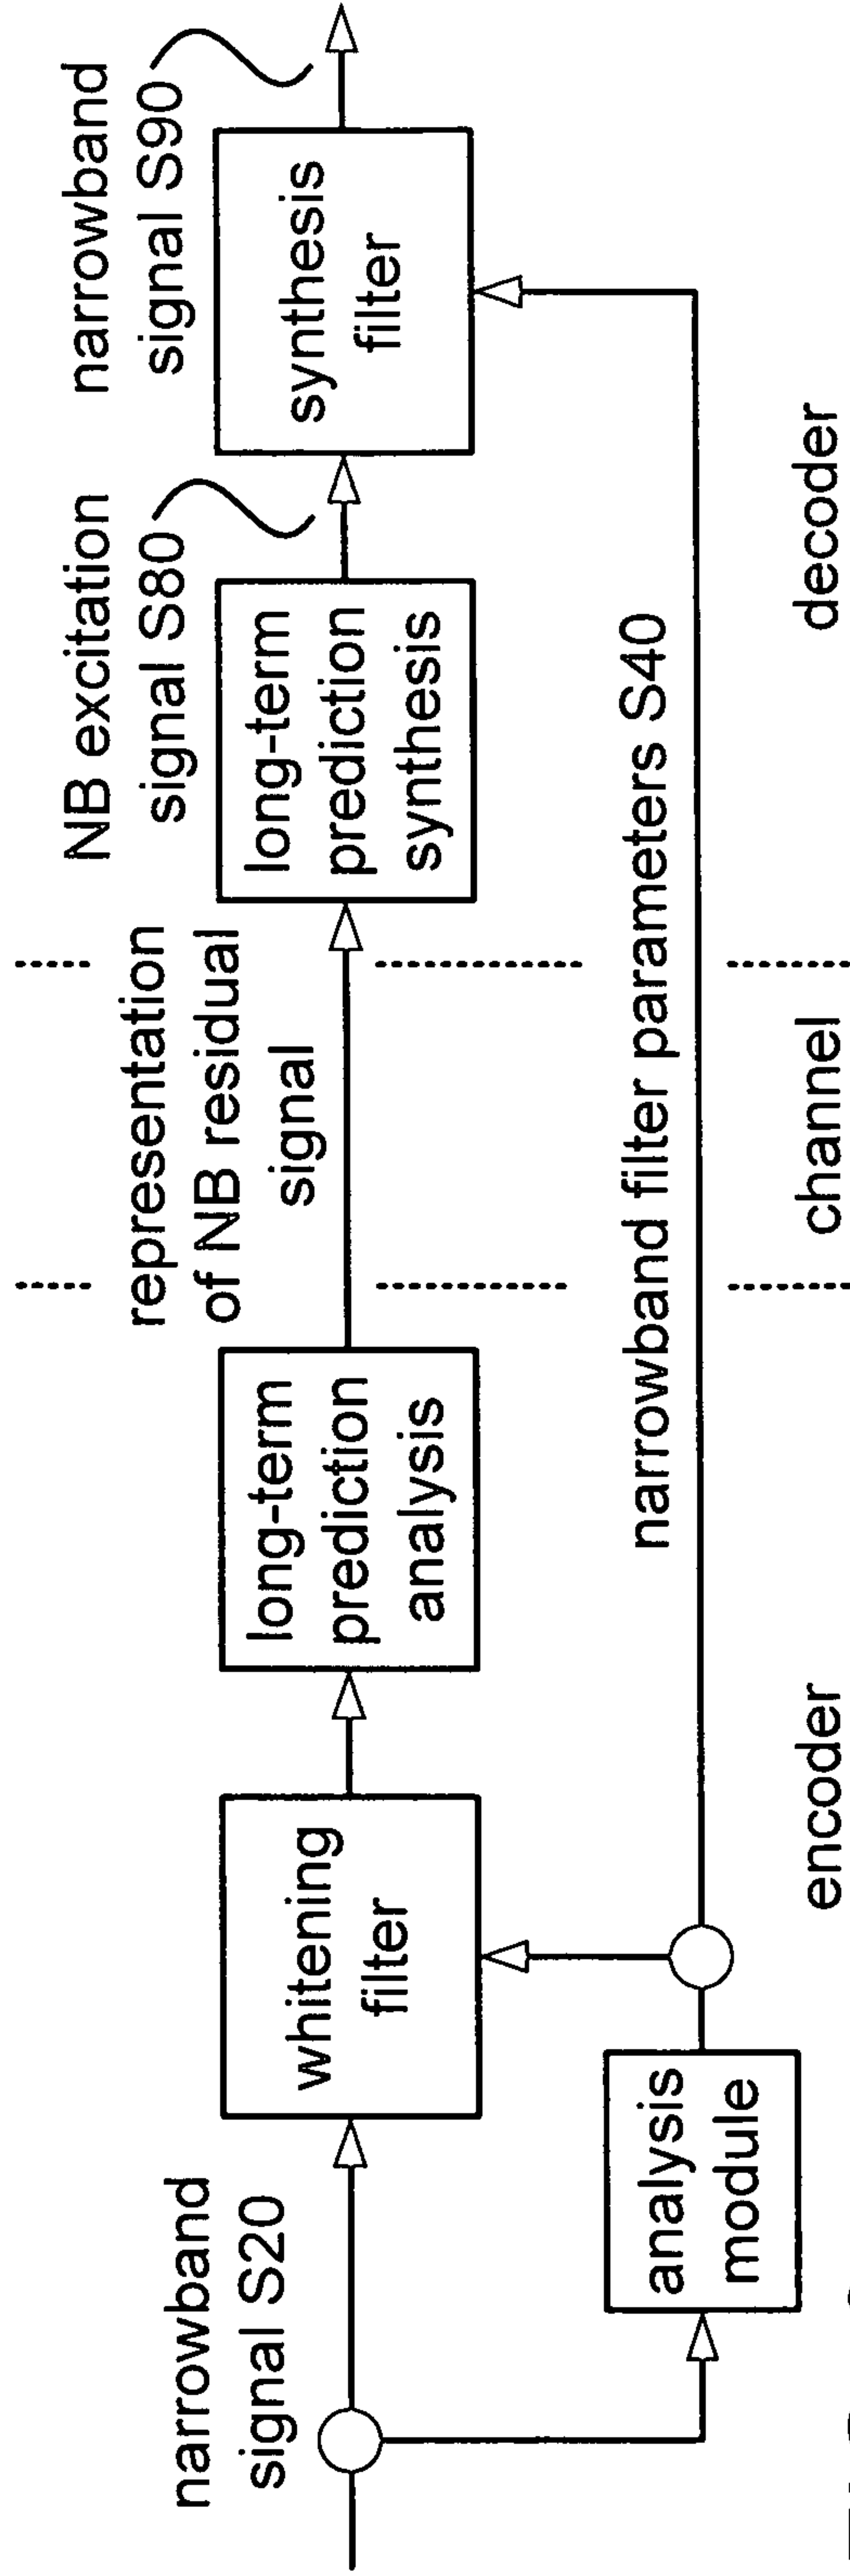 narrowband
signal S20
whitening
filter
analysis
module
long-term
prediction
analysis
representation
of NB residual
signal
narrowband filter parameters S40
long-term
prediction
synthesis
NB excitation
signal S80
synthesis
filter
narrowband
signal S90
encoder
channel
decoder